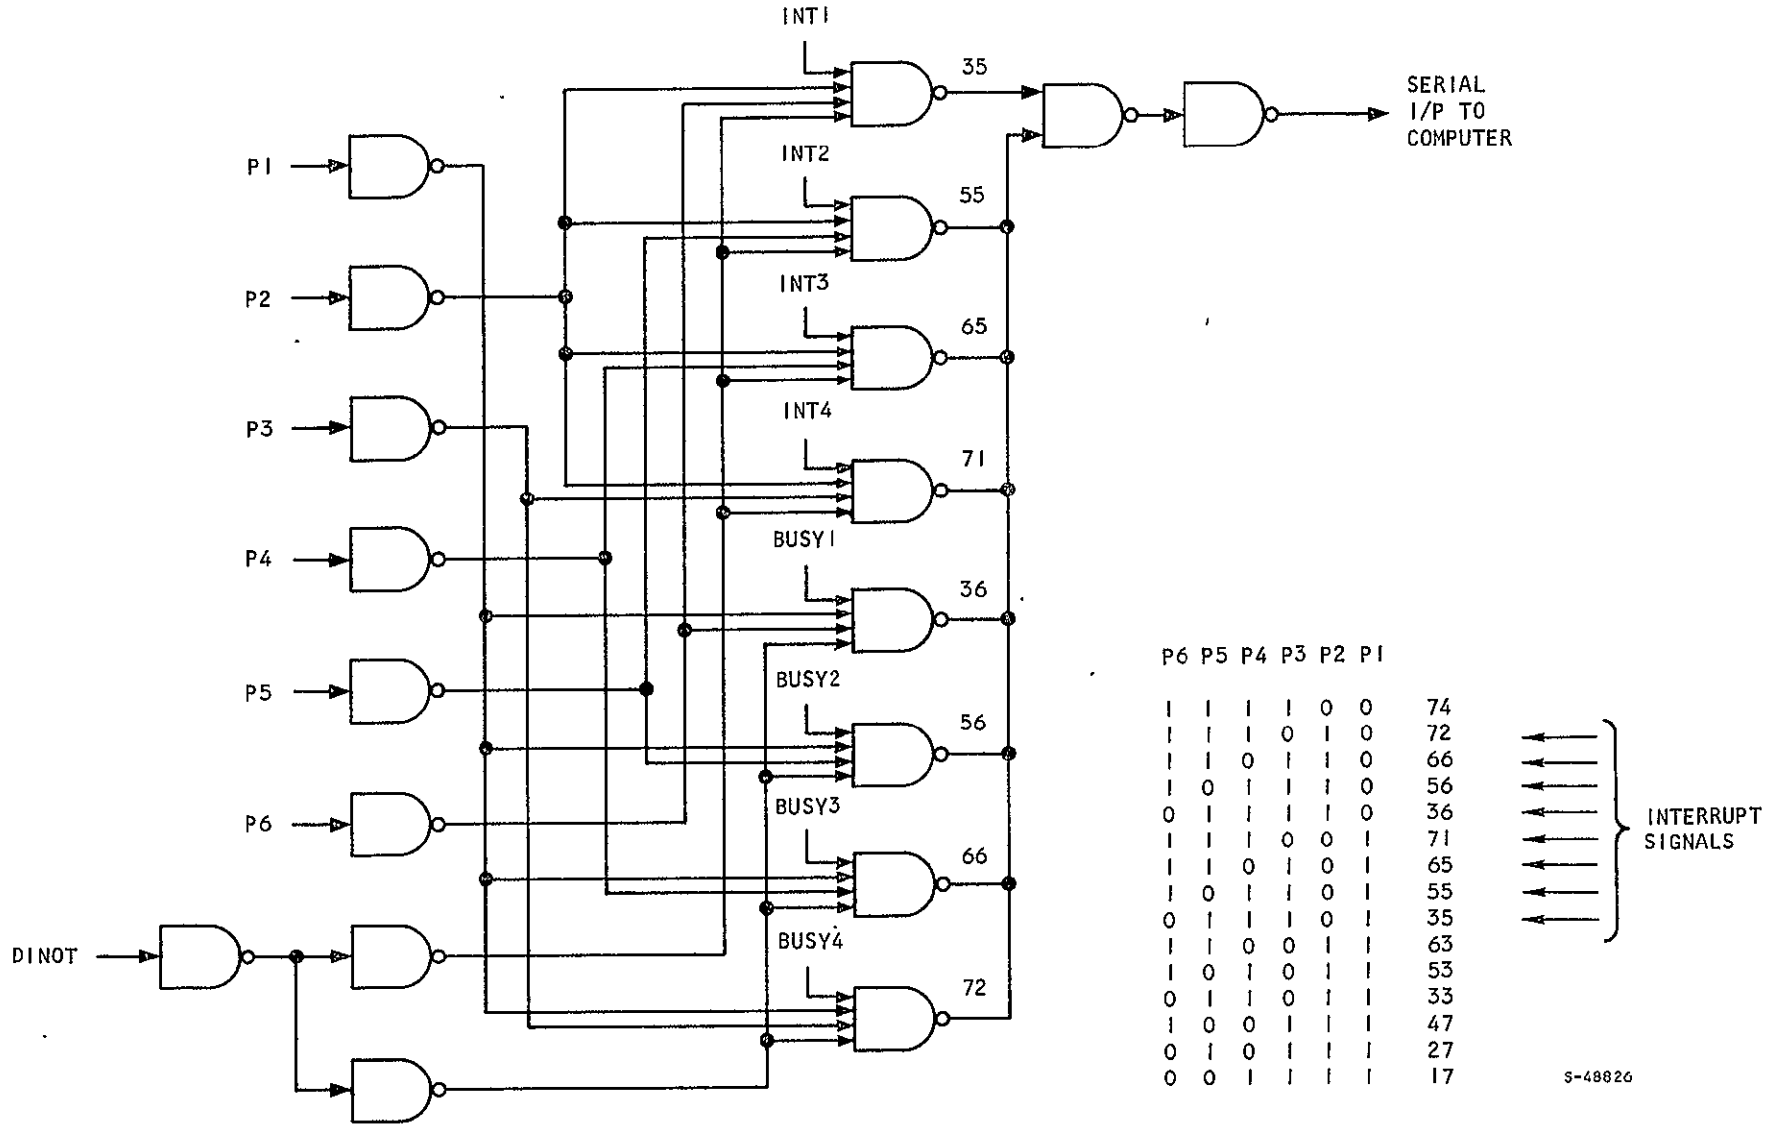 INT1
35
SERIAL
I/P TO
COMPUTER
P1
INT2
55
P2
INT3
65
P3
INT4
71
P4
BUSY1
36
P5
BUSY2
56
P6
BUSY3
66
DINOT
BUSY4
72
P6 P5 P4 P3 P2 P1
1 1 1 1 0 0 74
1 1 1 0 1 0 72
1 1 0 1 1 0 66
1 0 1 1 1 0 56
0 1 1 1 1 0 36
1 1 1 0 0 1 71
1 1 0 1 0 1 65
1 0 1 1 0 1 55
0 1 1 1 0 1 35
1 1 0 0 1 1 63
1 0 1 0 1 1 53
0 1 1 0 1 1 33
1 0 0 1 1 1 47
0 1 0 1 1 1 27
0 0 1 1 1 1 17
INTERRUPT
SIGNALS
S-48826